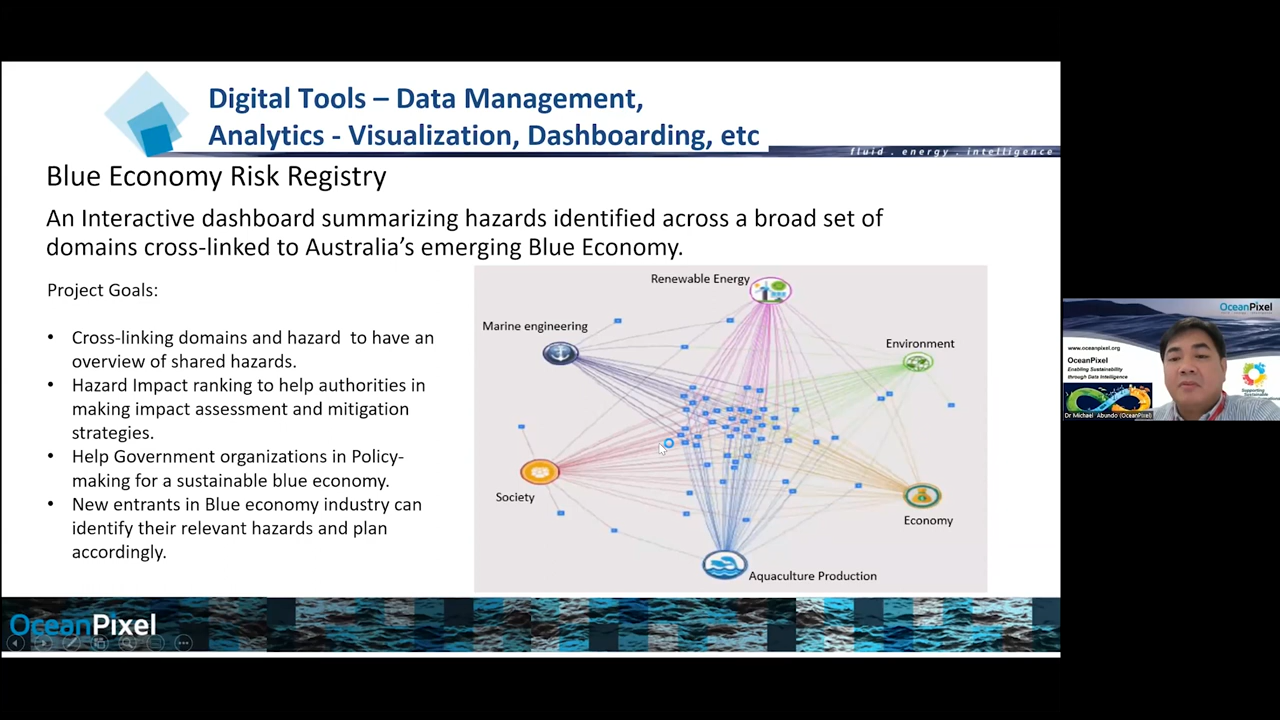 Digital Tools – Data Management,
Analytics - Visualization, Dashboarding, etc
fluid . energy . intelligence
Blue Economy Risk Registry
An Interactive dashboard summarizing hazards identified across a broad set of
domains cross-linked to Australia’s emerging Blue Economy.
Project Goals:
• Cross-linking domains and hazard to have an
overview of shared hazards.
• Hazard Impact ranking to help authorities in
making impact assessment and mitigation
strategies.
• Help Government organizations in Policy-
making for a sustainable blue economy.
• New entrants in Blue economy industry can
identify their relevant hazards and plan
accordingly.
Renewable Energy
Marine engineering
Environment
Society
Economy
Aquaculture Production
OceanPixel
OceanPixel
www.oceanpixel.org
OceanPixel
Enabling Sustainability
through Data Intelligence
Supporting
Sustainable
Dr Michael Abundo (OceanPixel)